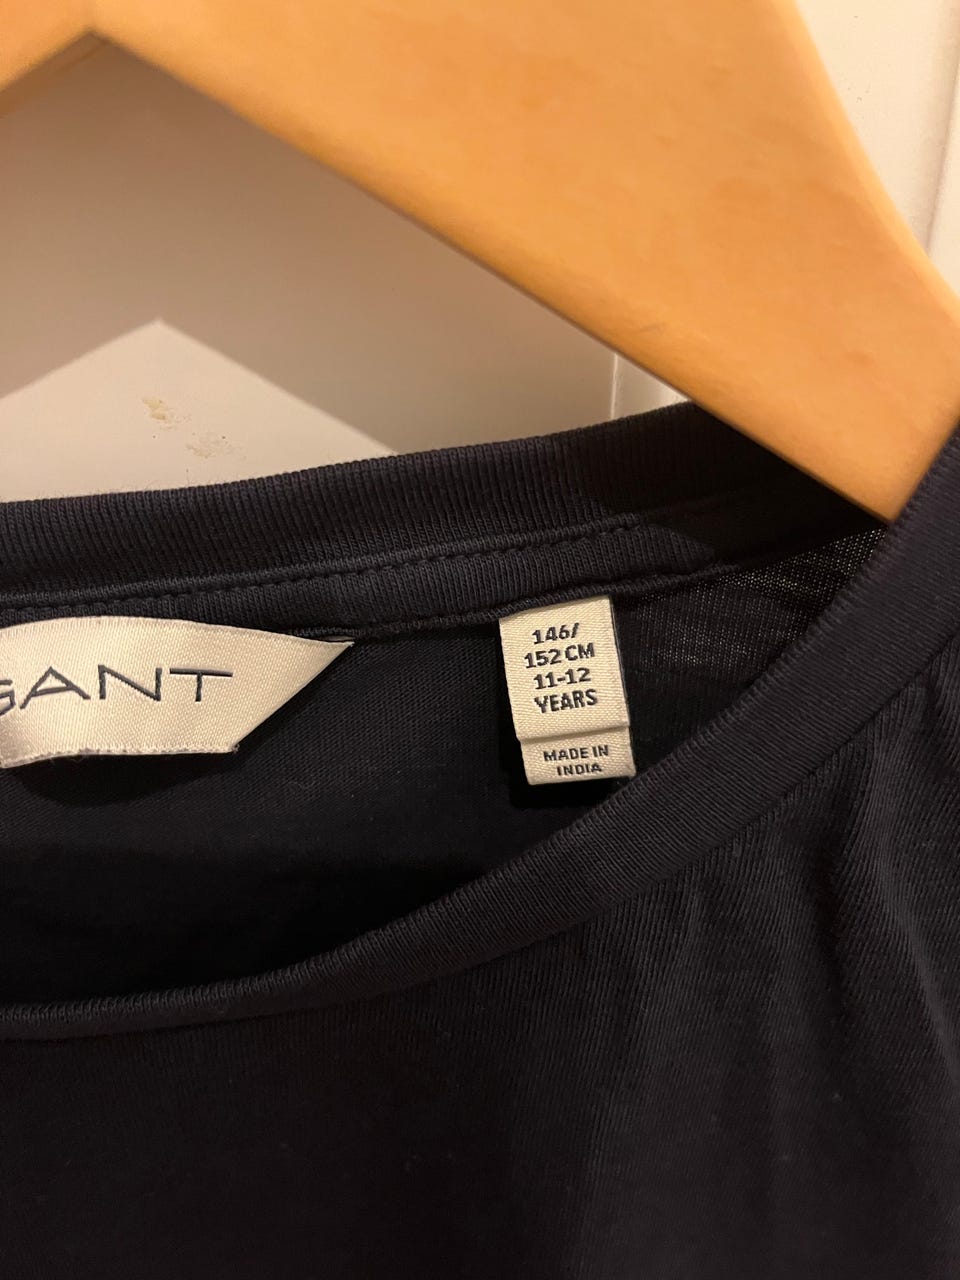 GANT
146/
152 CM
11-12
YEARS
MADE IN
INDIA